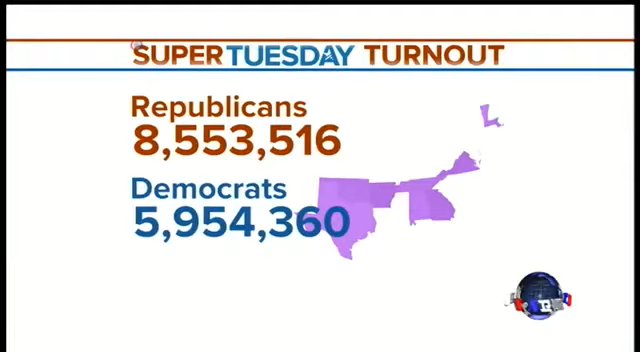 SUPER TUESDAY TURNOUT
Republicans
8,553,516
Democrats
5,954,360